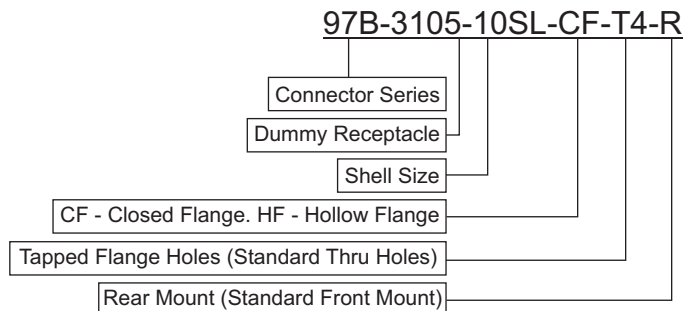 97B-3105-10SL-CF-T4-R
Connector Series
Dummy Receptacle
Shell Size
CF - Closed Flange. HF - Hollow Flange
Tapped Flange Holes (Standard Thru Holes)
Rear Mount (Standard Front Mount)